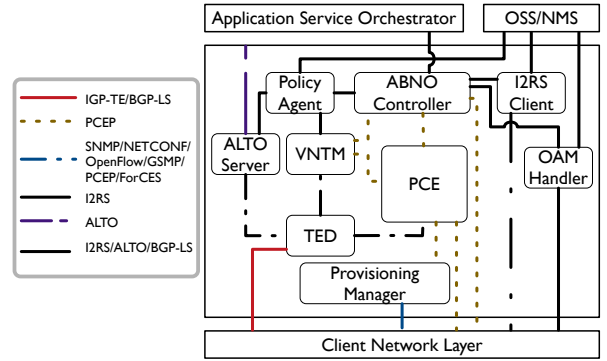 Application Service Orchestrator
OSS/NMS
Policy
Agent
ABNO
Controller
I2RS
Client
IGP-TE/BGP-LS
PCEP
SNMP/NETCONF/
OpenFlow/GSMP/
PCEP/ForCES
I2RS
ALTO
I2RS/ALTO/BGP-LS
ALTO
Server
VNTM
PCE
OAM
Handler
TED
Provisioning
Manager
Client Network Layer